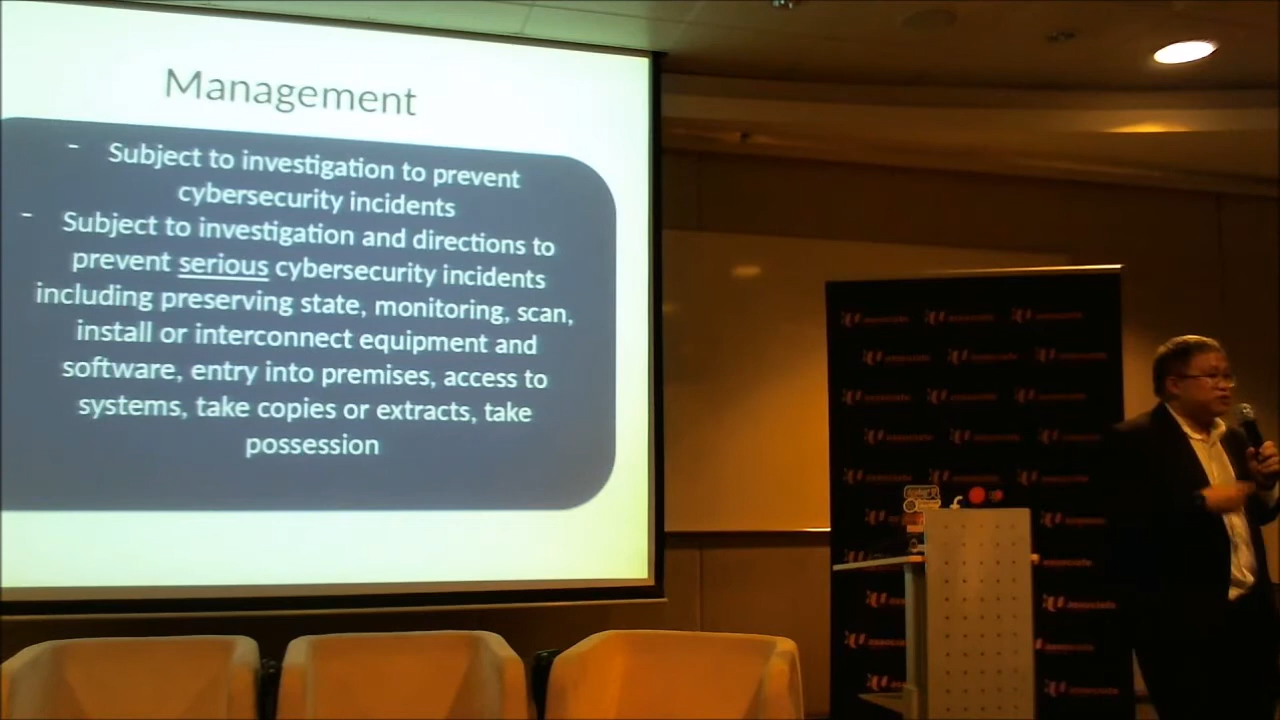 Management
- Subject to investigation to prevent
cybersecurity incidents
- Subject to investigation and directions to
prevent serious cybersecurity incidents
including preserving state, monitoring, scan,
install or interconnect equipment and
software, entry into premises, access to
systems, take copies or extracts, take
possession